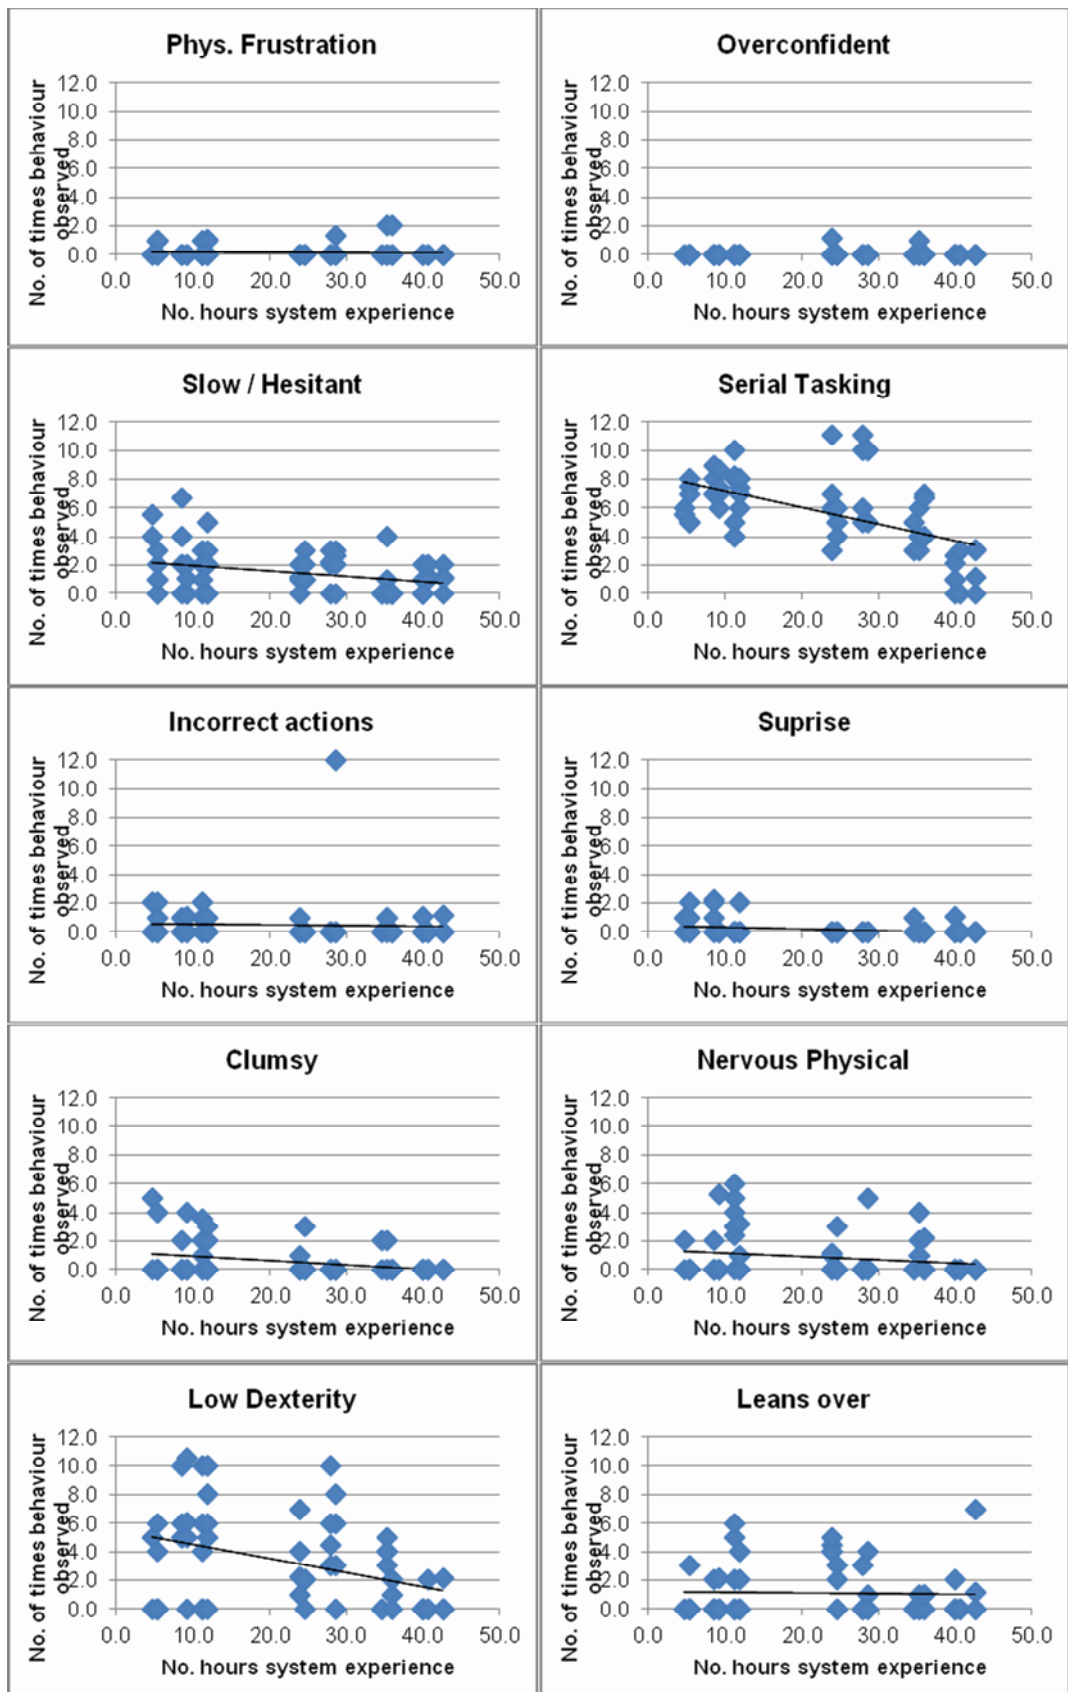 Phys. Frustration
No. of times behaviour
observed
12.0
10.0
8.0
6.0
4.0
2.0
0.0
0.0 10.0 20.0 30.0 40.0 50.0
No. hours system experience
Overconfident
No. of times behaviour
observed
12.0
10.0
8.0
6.0
4.0
2.0
0.0
0.0 10.0 20.0 30.0 40.0 50.0
No. hours system experience
Slow / Hesitant
No. of times behaviour
observed
12.0
10.0
8.0
6.0
4.0
2.0
0.0
0.0 10.0 20.0 30.0 40.0 50.0
No. hours system experience
Serial Tasking
No. of times behaviour
observed
12.0
10.0
8.0
6.0
4.0
2.0
0.0
0.0 10.0 20.0 30.0 40.0 50.0
No. hours system experience
Incorrect actions
No. of times behaviour
observed
12.0
10.0
8.0
6.0
4.0
2.0
0.0
0.0 10.0 20.0 30.0 40.0 50.0
No. hours system experience
Suprise
No. of times behaviour
observed
12.0
10.0
8.0
6.0
4.0
2.0
0.0
0.0 10.0 20.0 30.0 40.0 50.0
No. hours system experience
Clumsy
No. of times behaviour
observed
12.0
10.0
8.0
6.0
4.0
2.0
0.0
0.0 10.0 20.0 30.0 40.0 50.0
No. hours system experience
Nervous Physical
No. of times behaviour
observed
12.0
10.0
8.0
6.0
4.0
2.0
0.0
0.0 10.0 20.0 30.0 40.0 50.0
No. hours system experience
Low Dexterity
No. of times behaviour
observed
12.0
10.0
8.0
6.0
4.0
2.0
0.0
0.0 10.0 20.0 30.0 40.0 50.0
No. hours system experience
Leans over
No. of times behaviour
observed
12.0
10.0
8.0
6.0
4.0
2.0
0.0
0.0 10.0 20.0 30.0 40.0 50.0
No. hours system experience